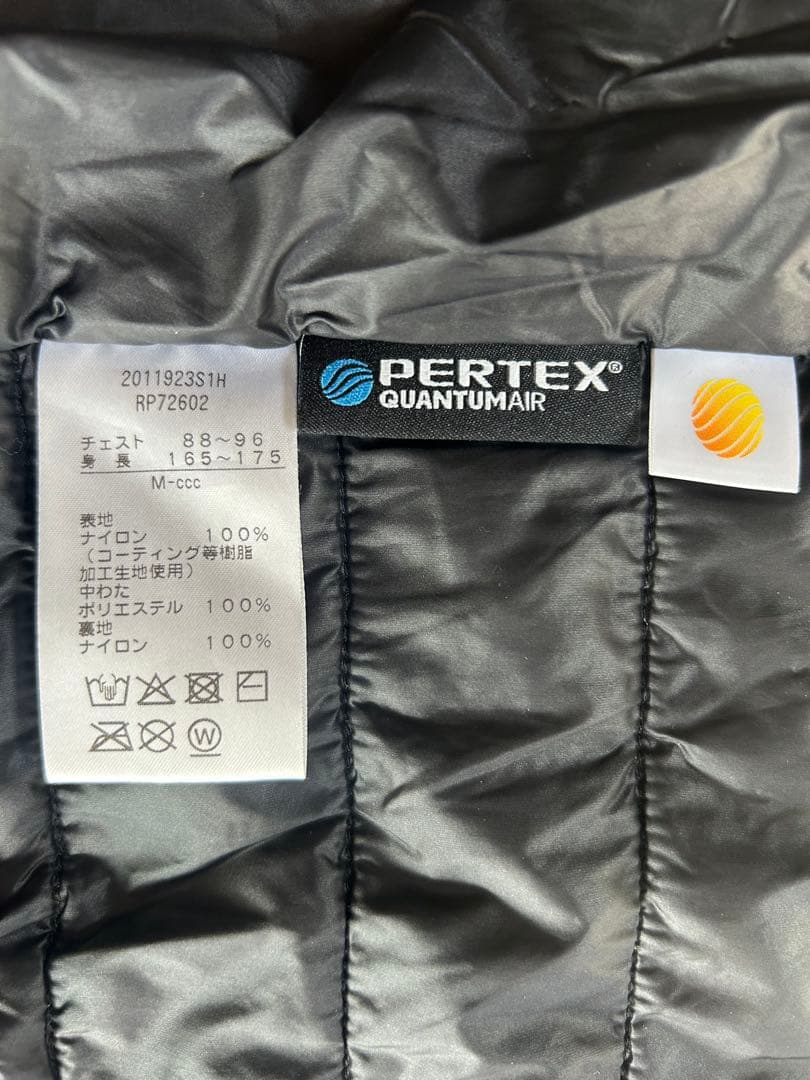 2011923S1H
RP72602
チェスト 88～96
身長 165～175
M-ccc
表地
ナイロン 100%
(コーティング等樹脂
加工生地使用)
中わた
ポリエステル 100%
裏地
ナイロン 100%
W
PERTEX®
QUANTUMAIR